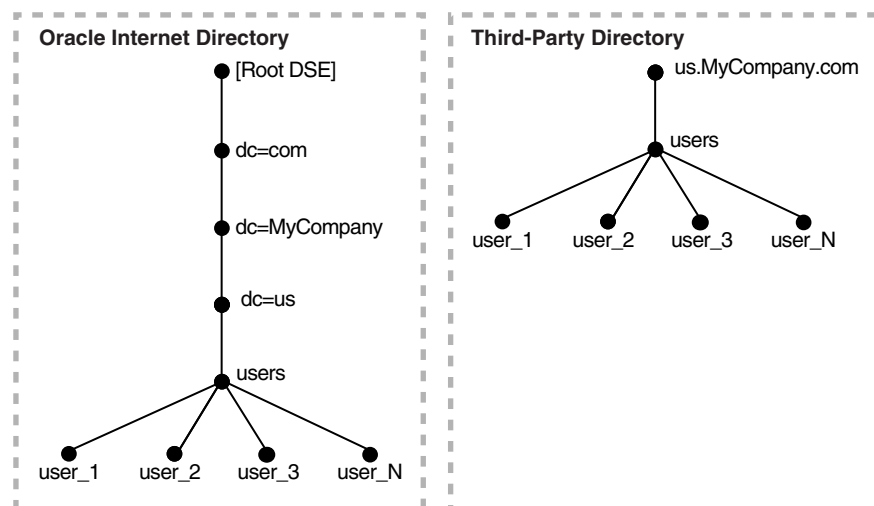 Oracle Internet Directory
[Root DSE]
dc=com
dc=MyCompany
dc=us
users
user_1 user_2 user_3 user_N
Third-Party Directory
us.MyCompany.com
users
user_1 user_2 user_3 user_N